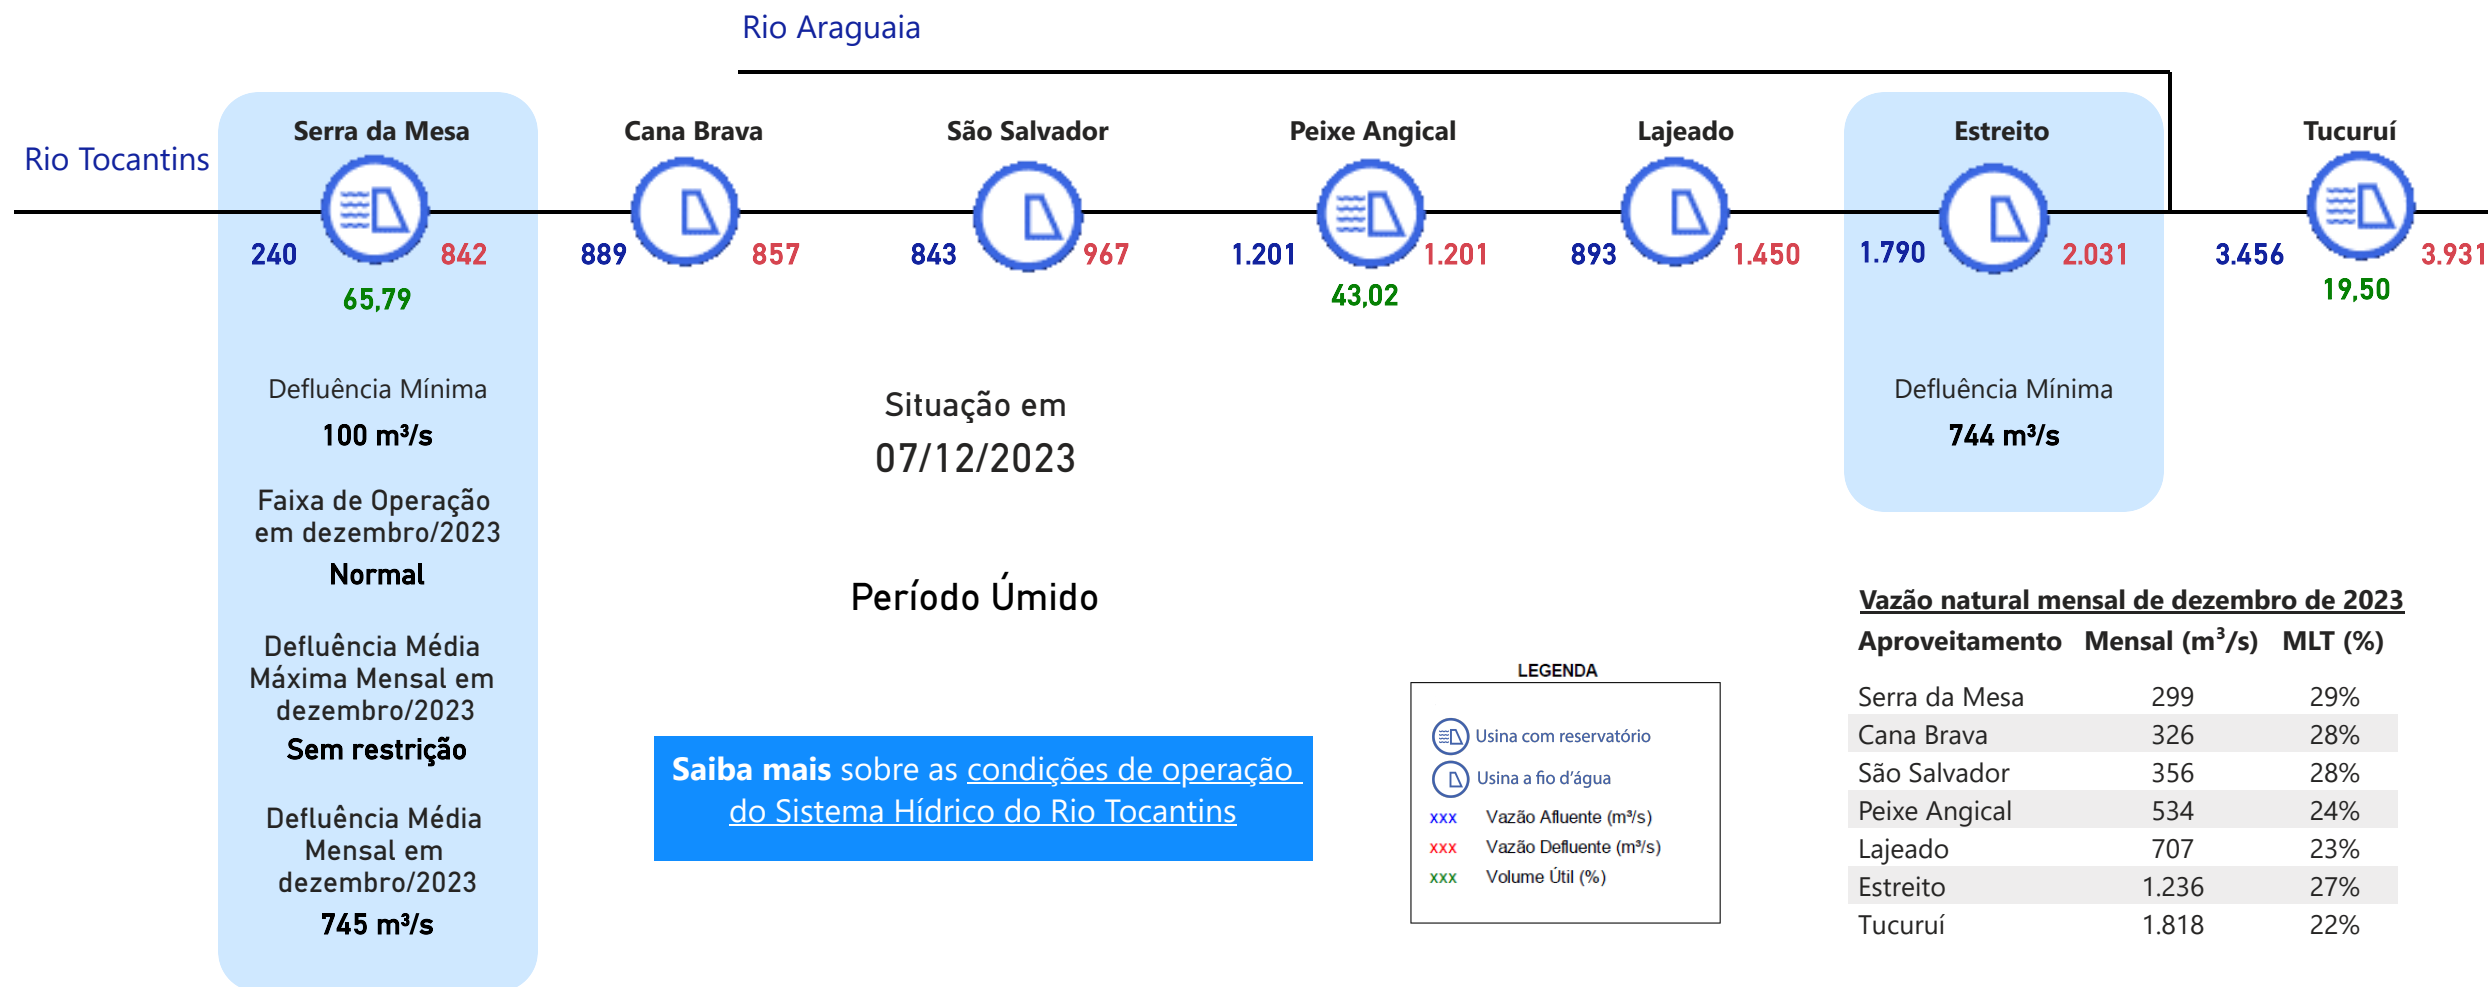 Rio Araguaia
Rio Tocantins
Serra da Mesa
Cana Brava
São Salvador
Peixe Angical
Lajeado
Estreito
Tucuruí
240 842
889 857
843 967
1.201 1.201
893 1.450
1.790 2.031
3.456 3.931
65,79
43,02
19,50
Defluência Mínima
100 m³/s
Faixa de Operação
em dezembro/2023
Normal
Defluência Média
Máxima Mensal em
dezembro/2023
Sem restrição
Defluência Média
Mensal em
dezembro/2023
745 m³/s
Situação em
07/12/2023
Período Úmido
Saiba mais sobre as condições de operação
do Sistema Hídrico do Rio Tocantins
LEGENDA
Usina com reservatório
Usina a fio d'água
xxx Vazão Afluente (m³/s)
xxx Vazão Defluente (m³/s)
xxx Volume Útil (%)
Defluência Mínima
744 m³/s
Vazão natural mensal de dezembro de 2023
Aproveitamento Mensal (m³/s) MLT (%)
Serra da Mesa 299 29%
Cana Brava 326 28%
São Salvador 356 28%
Peixe Angical 534 24%
Lajeado 707 23%
Estreito 1.236 27%
Tucuruí 1.818 22%